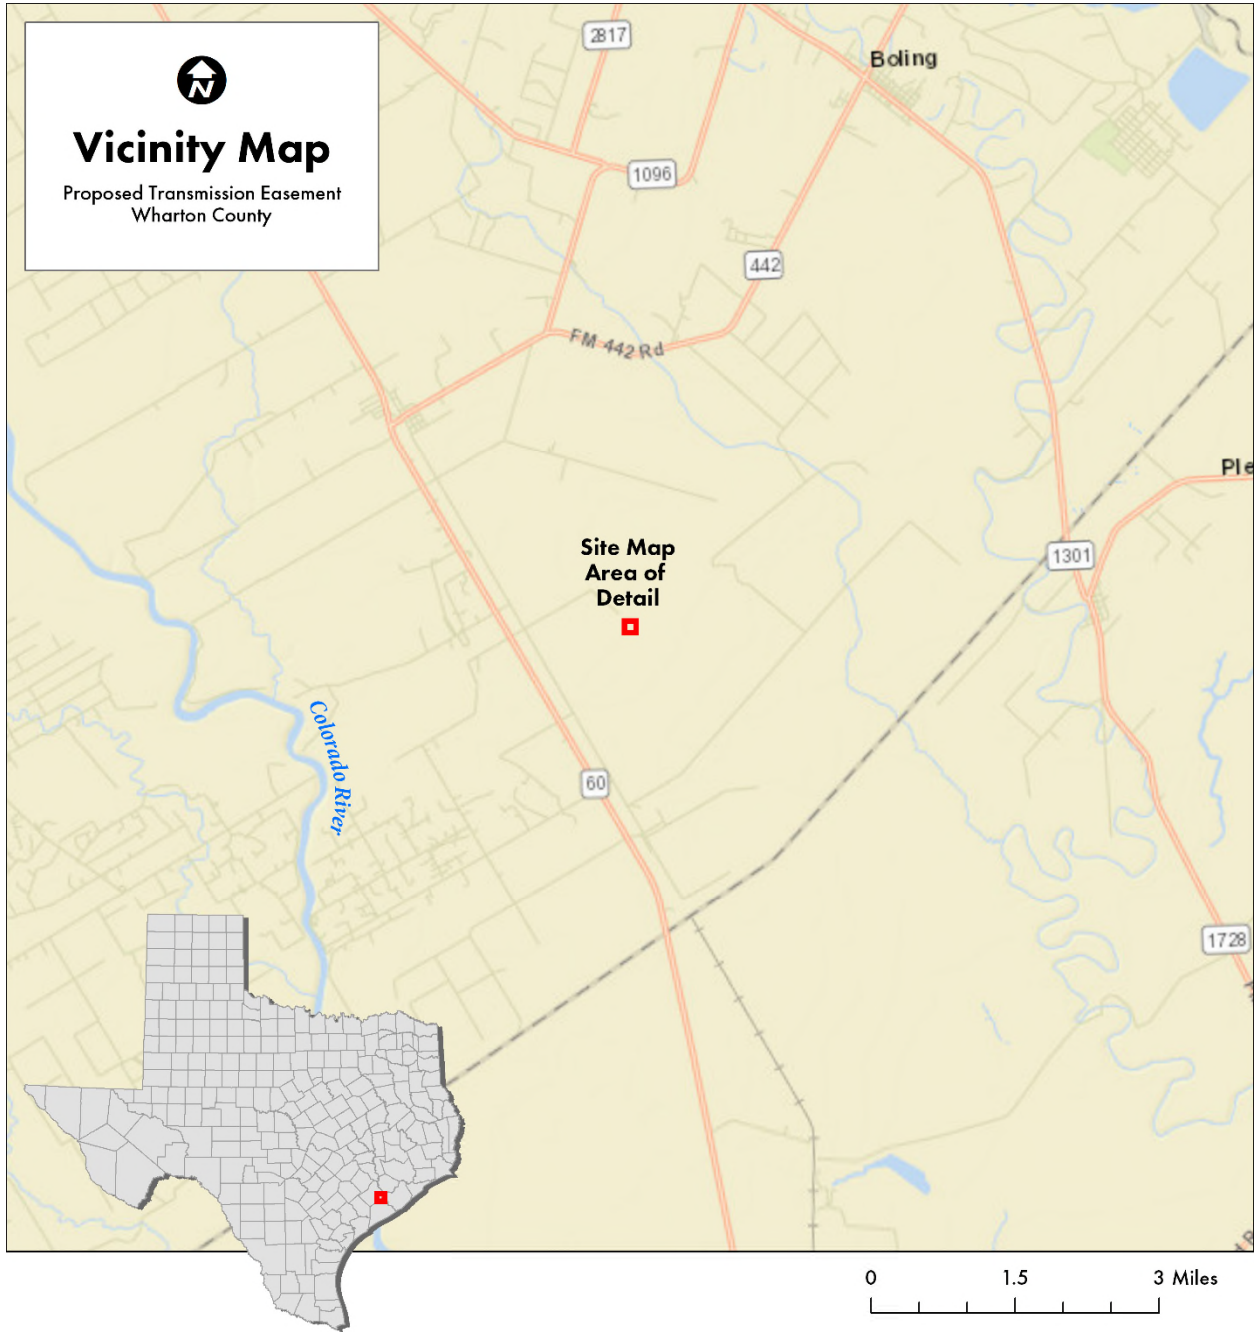 N
Vicinity Map
Proposed Transmission Easement
Wharton County
2817
Boling
1096
442
FM 442 Rd
Ple
1301
Site Map
Area of
Detail
Colorado River
60
1728
0 1.5 3 Miles